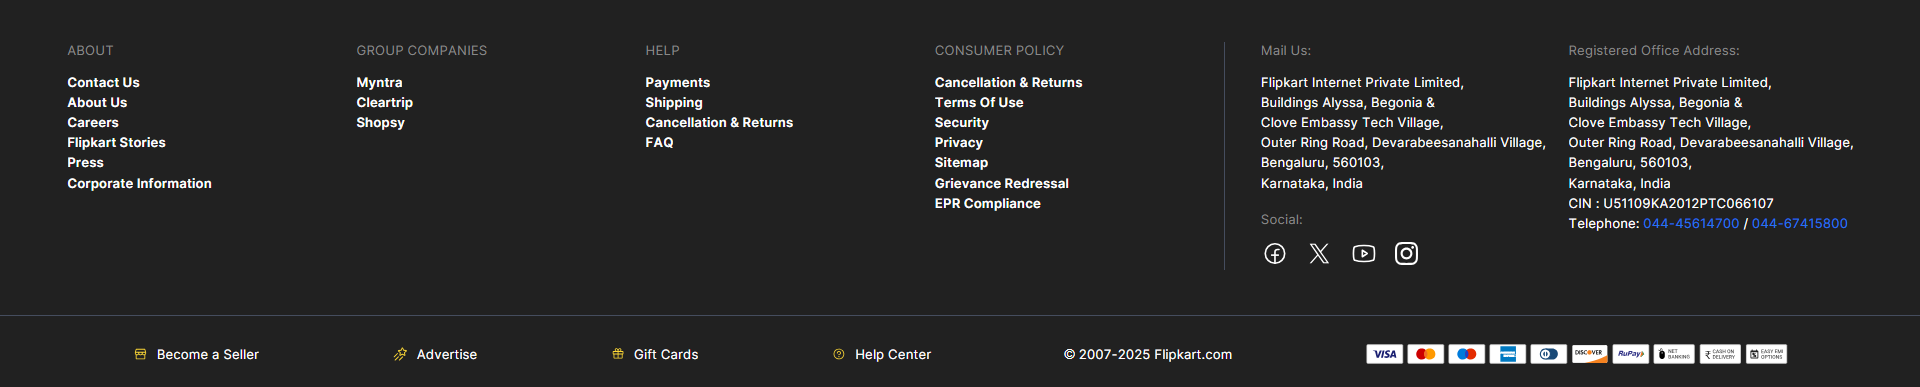 ABOUT
Contact Us
About Us
Careers
Flipkart Stories
Press
Corporate Information
GROUP COMPANIES
Myntra
Cleartrip
Shopsy
HELP
Payments
Shipping
Cancellation & Returns
FAQ
CONSUMER POLICY
Cancellation & Returns
Terms Of Use
Security
Privacy
Sitemap
Grievance Redressal
EPR Compliance
Mail Us:
Flipkart Internet Private Limited,
Buildings Alyssa, Begonia &
Clove Embassy Tech Village,
Outer Ring Road, Devarabeesanahalli Village,
Bengaluru, 560103,
Karnataka, India
Social:
Registered Office Address:
Flipkart Internet Private Limited,
Buildings Alyssa, Begonia &
Clove Embassy Tech Village,
Outer Ring Road, Devarabeesanahalli Village,
Bengaluru, 560103,
Karnataka, India
CIN : U51109KA2012PTC066107
Telephone: 044-45614700 / 044-67415800
Become a Seller
Advertise
Gift Cards
Help Center
© 2007-2025 Flipkart.com
VISA
DISCOVER
RuPay
NET
BANKING
CASH ON
DELIVERY
EASY EMI
OPTIONS